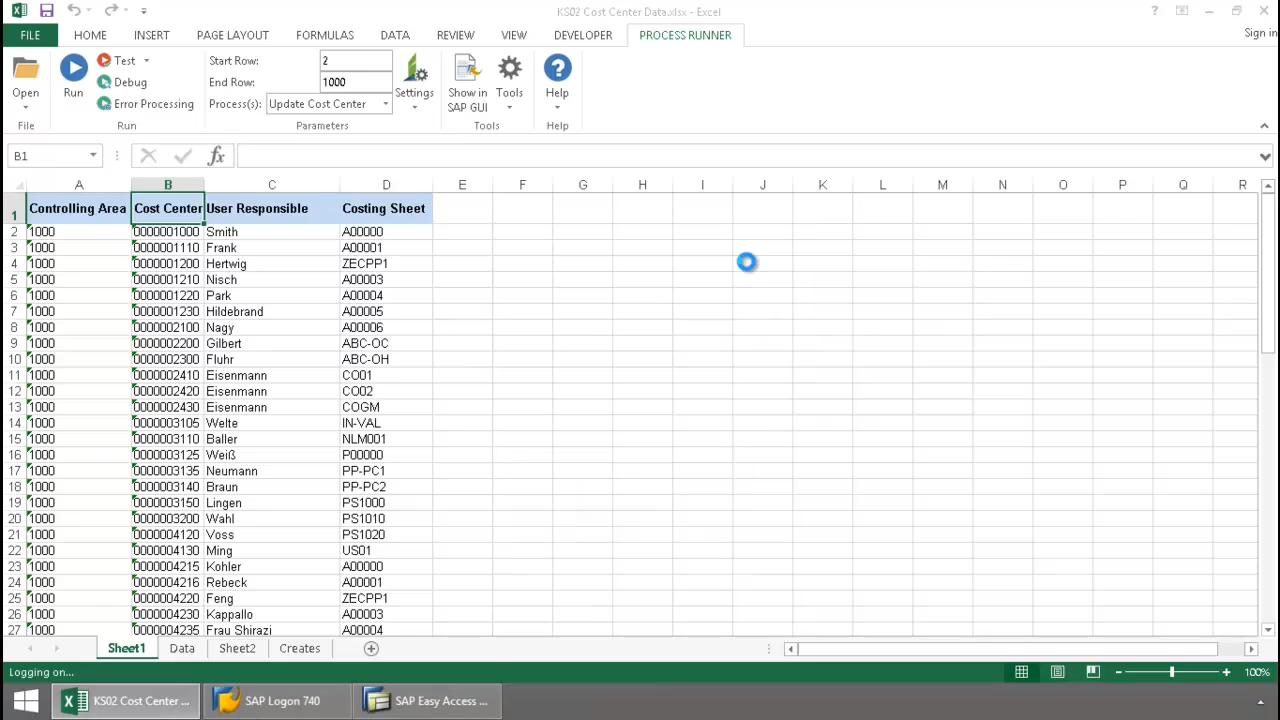 KS02 Cost Center Data.xlsx - Excel
FILE HOME INSERT PAGE LAYOUT FORMULAS DATA REVIEW VIEW DEVELOPER PROCESS RUNNER Sign in
Open
File
Run
Test
Debug
Error Processing
Run
Start Row: 2
End Row: 1000
Process(s): Update Cost Center
Parameters
Settings
Show in SAP GUI
Tools
Tools
Help
Help
B1
A B C D E F G H I J K L M N O P Q R
1 Controlling Area Cost Center User Responsible Costing Sheet
2 1000 0000001000 Smith A00000
3 1000 0000001110 Frank A00001
4 1000 0000001200 Hertwig ZECPP1
5 1000 0000001210 Nisch A00003
6 1000 0000001220 Park A00004
7 1000 0000001230 Hildebrand A00005
8 1000 0000002100 Nagy A00006
9 1000 0000002200 Gilbert ABC-OC
10 1000 0000002300 Fluhr ABC-OH
11 1000 0000002410 Eisenmann CO01
12 1000 0000002420 Eisenmann CO02
13 1000 0000002430 Eisenmann COGM
14 1000 0000003105 Welte IN-VAL
15 1000 0000003110 Baller NLM001
16 1000 0000003125 Weiß P00000
17 1000 0000003135 Neumann PP-PC1
18 1000 0000003140 Braun PP-PC2
19 1000 0000003150 Lingen PS1000
20 1000 0000003200 Wahl PS1010
21 1000 0000004120 Voss PS1020
22 1000 0000004130 Ming US01
23 1000 0000004215 Kohler A00000
24 1000 0000004216 Rebeck A00001
25 1000 0000004220 Feng ZECPP1
26 1000 0000004230 Kappallo A00003
27 1000 0000004235 Frau Shirazi A00004
Sheet1 Data Sheet2 Creates
Logging on... 100%
KS02 Cost Center ... SAP Logon 740 SAP Easy Access ...